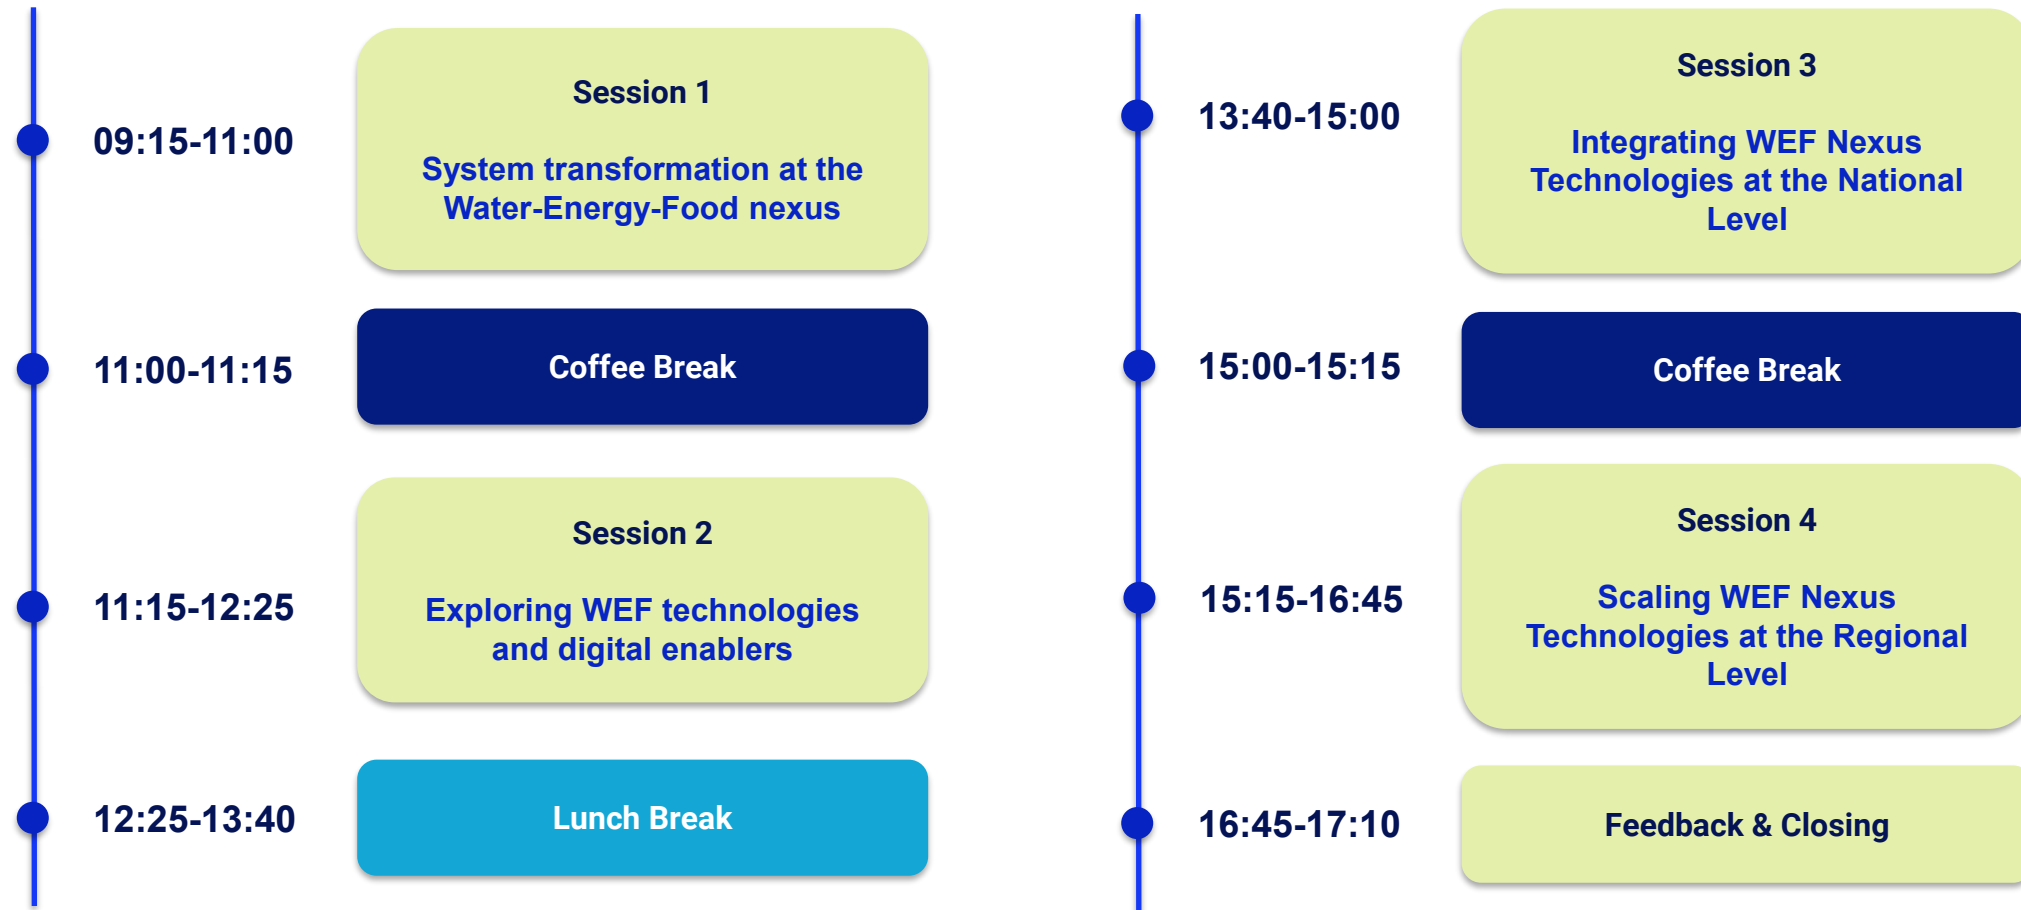 09:15-11:00
Session 1
System transformation at the
Water-Energy-Food nexus
11:00-11:15
Coffee Break
11:15-12:25
Session 2
Exploring WEF technologies
and digital enablers
12:25-13:40
Lunch Break
13:40-15:00
Session 3
Integrating WEF Nexus
Technologies at the National
Level
15:00-15:15
Coffee Break
15:15-16:45
Session 4
Scaling WEF Nexus
Technologies at the Regional
Level
16:45-17:10
Feedback & Closing